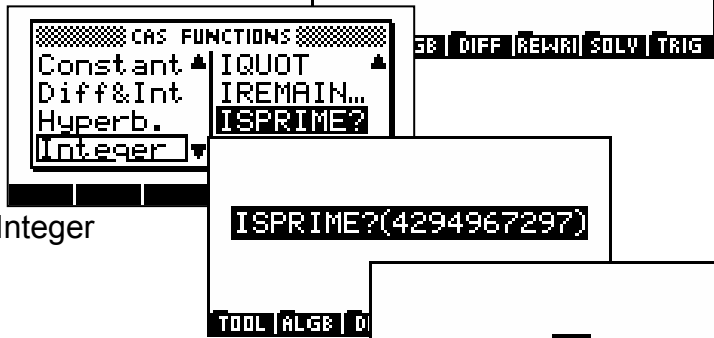 GB DIFF REWRI SOLV TRIG
CAS FUNCTIONS
Constant IQUOT
Diff&Int IREMAIN…
Hyperb. ISPRIME?
Integer
Integer
ISPRIME?(4294967297)
TOOL ALGB D